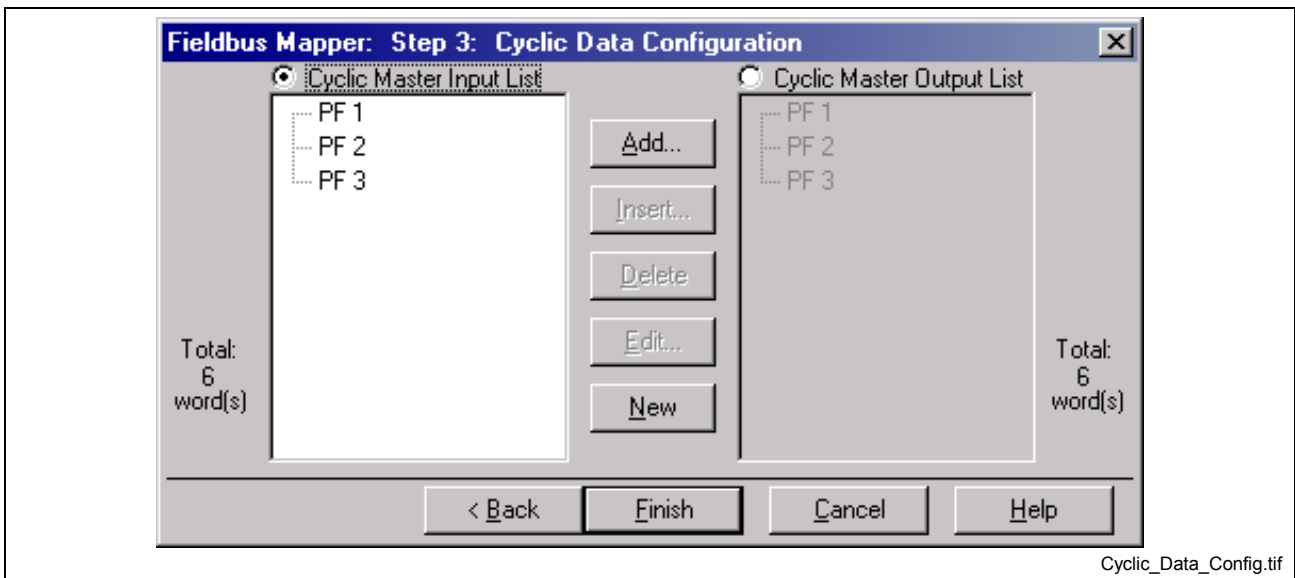 Fieldbus Mapper: Step 3: Cyclic Data Configuration
Cyclic Master Input List
Cyclic Master Output List
PF 1
PF 2
PF 3
Add...
Insert...
Delete
Edit...
New
PF 1
PF 2
PF 3
Total:
6
word(s)
Total:
6
word(s)
< Back
Finish
Cancel
Help
Cyclic_Data_Config.tif